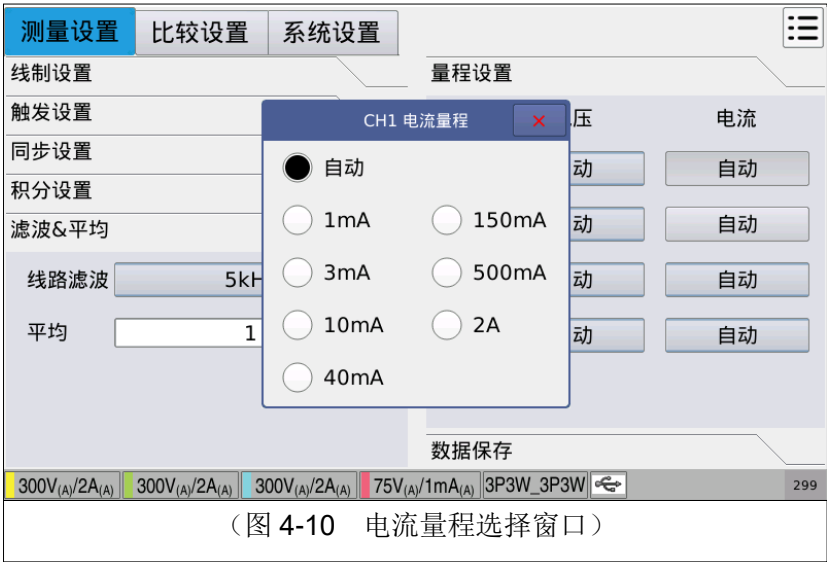 测量设置 比较设置 系统设置
线制设置
触发设置
同步设置
积分设置
滤波&平均
线路滤波 5kH
平均 1
量程设置
压 电流
动 自动
动 自动
动 自动
动 自动
数据保存
CH1 电流量程
自动
1mA 150mA
3mA 500mA
10mA 2A
40mA
300V(A)/2A(A) 300V(A)/2A(A) 300V(A)/2A(A) 75V(A)/1mA(A) 3P3W_3P3W 299
（图 4-10 电流量程选择窗口）